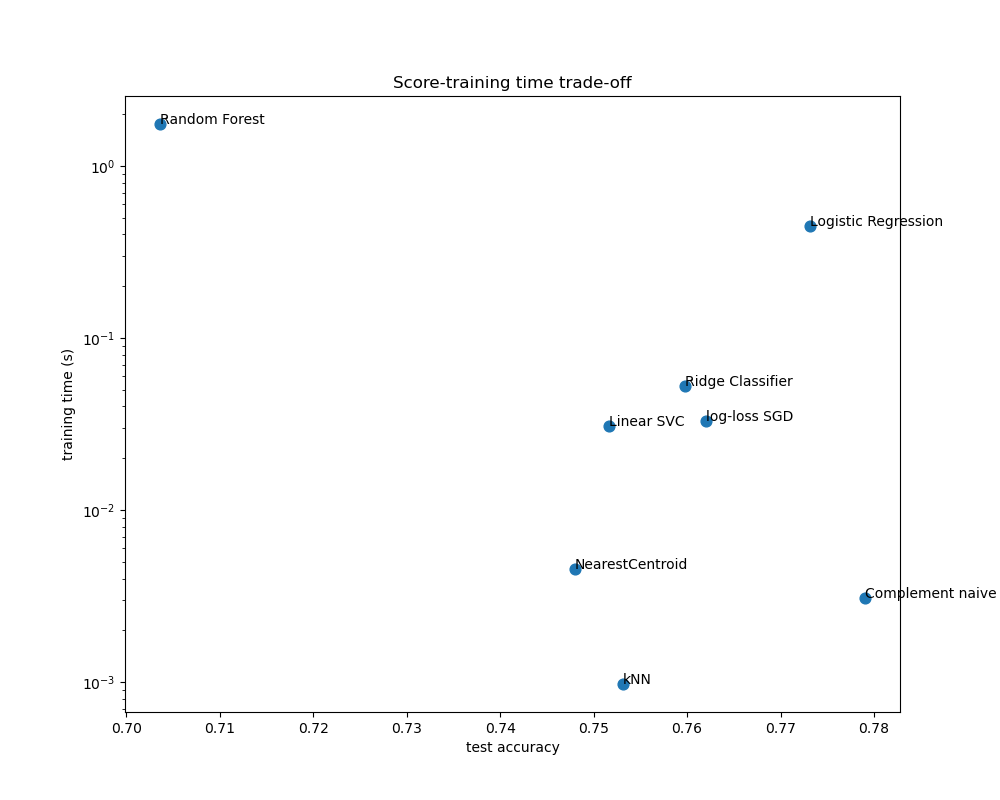 Score-training time trade-off
Random Forest
Logistic Regression
Ridge Classifier
log-loss SGD
Linear SVC
NearestCentroid
Complement naive
kNN
training time (s)
10⁰
10⁻¹
10⁻²
10⁻³
0.70 0.71 0.72 0.73 0.74 0.75 0.76 0.77 0.78
test accuracy